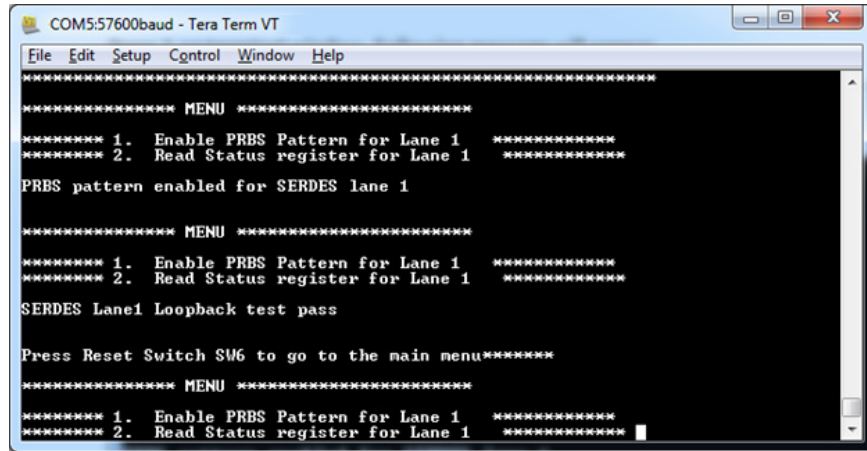 COM5:57600baud - Tera Term VT
File Edit Setup Control Window Help
**************************************************************
*************** MENU ***********************
******** 1. Enable PRBS Pattern for Lane 1 ************
******** 2. Read Status register for Lane 1 ************
PRBS pattern enabled for SERDES lane 1
*************** MENU ***********************
******** 1. Enable PRBS Pattern for Lane 1 ************
******** 2. Read Status register for Lane 1 ************
SERDES Lane1 Loopback test pass
Press Reset Switch SW6 to go to the main menu*******
*************** MENU ***********************
******** 1. Enable PRBS Pattern for Lane 1 ************
******** 2. Read Status register for Lane 1 ************